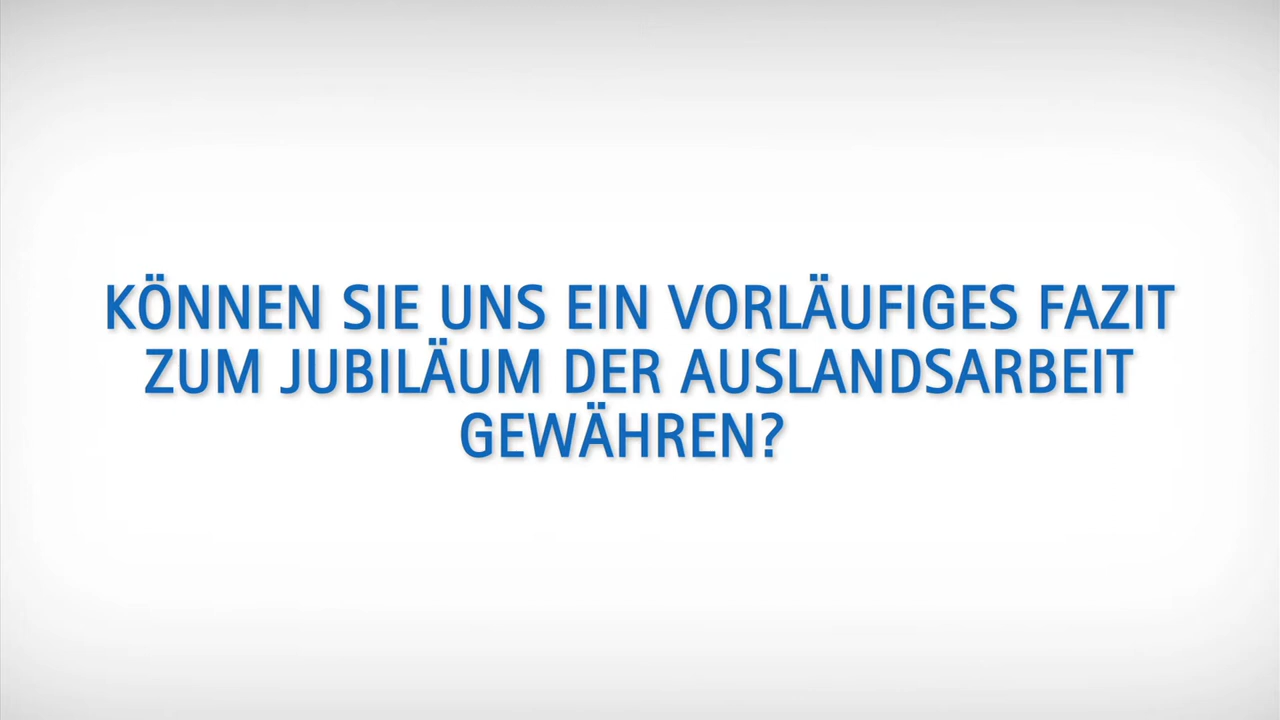 KÖNNEN SIE UNS EIN VORLÄUFIGES FAZIT
ZUM JUBILÄUM DER AUSLANDSARBEIT
GEWÄHREN?